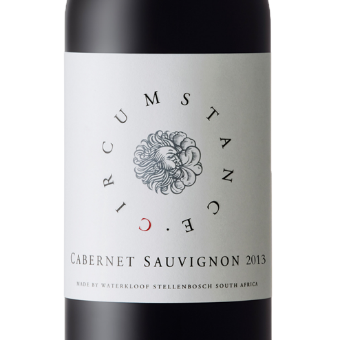 CIRCUMSTANCE ·
CABERNET SAUVIGNON 2013
MADE BY WATERKLOOF STELLENBOSCH SOUTH AFRICA